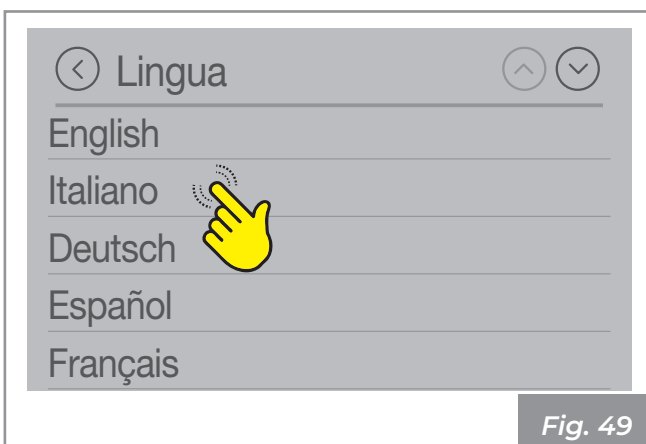 Lingua
English
Italiano
Deutsch
Español
Français
Fig. 49